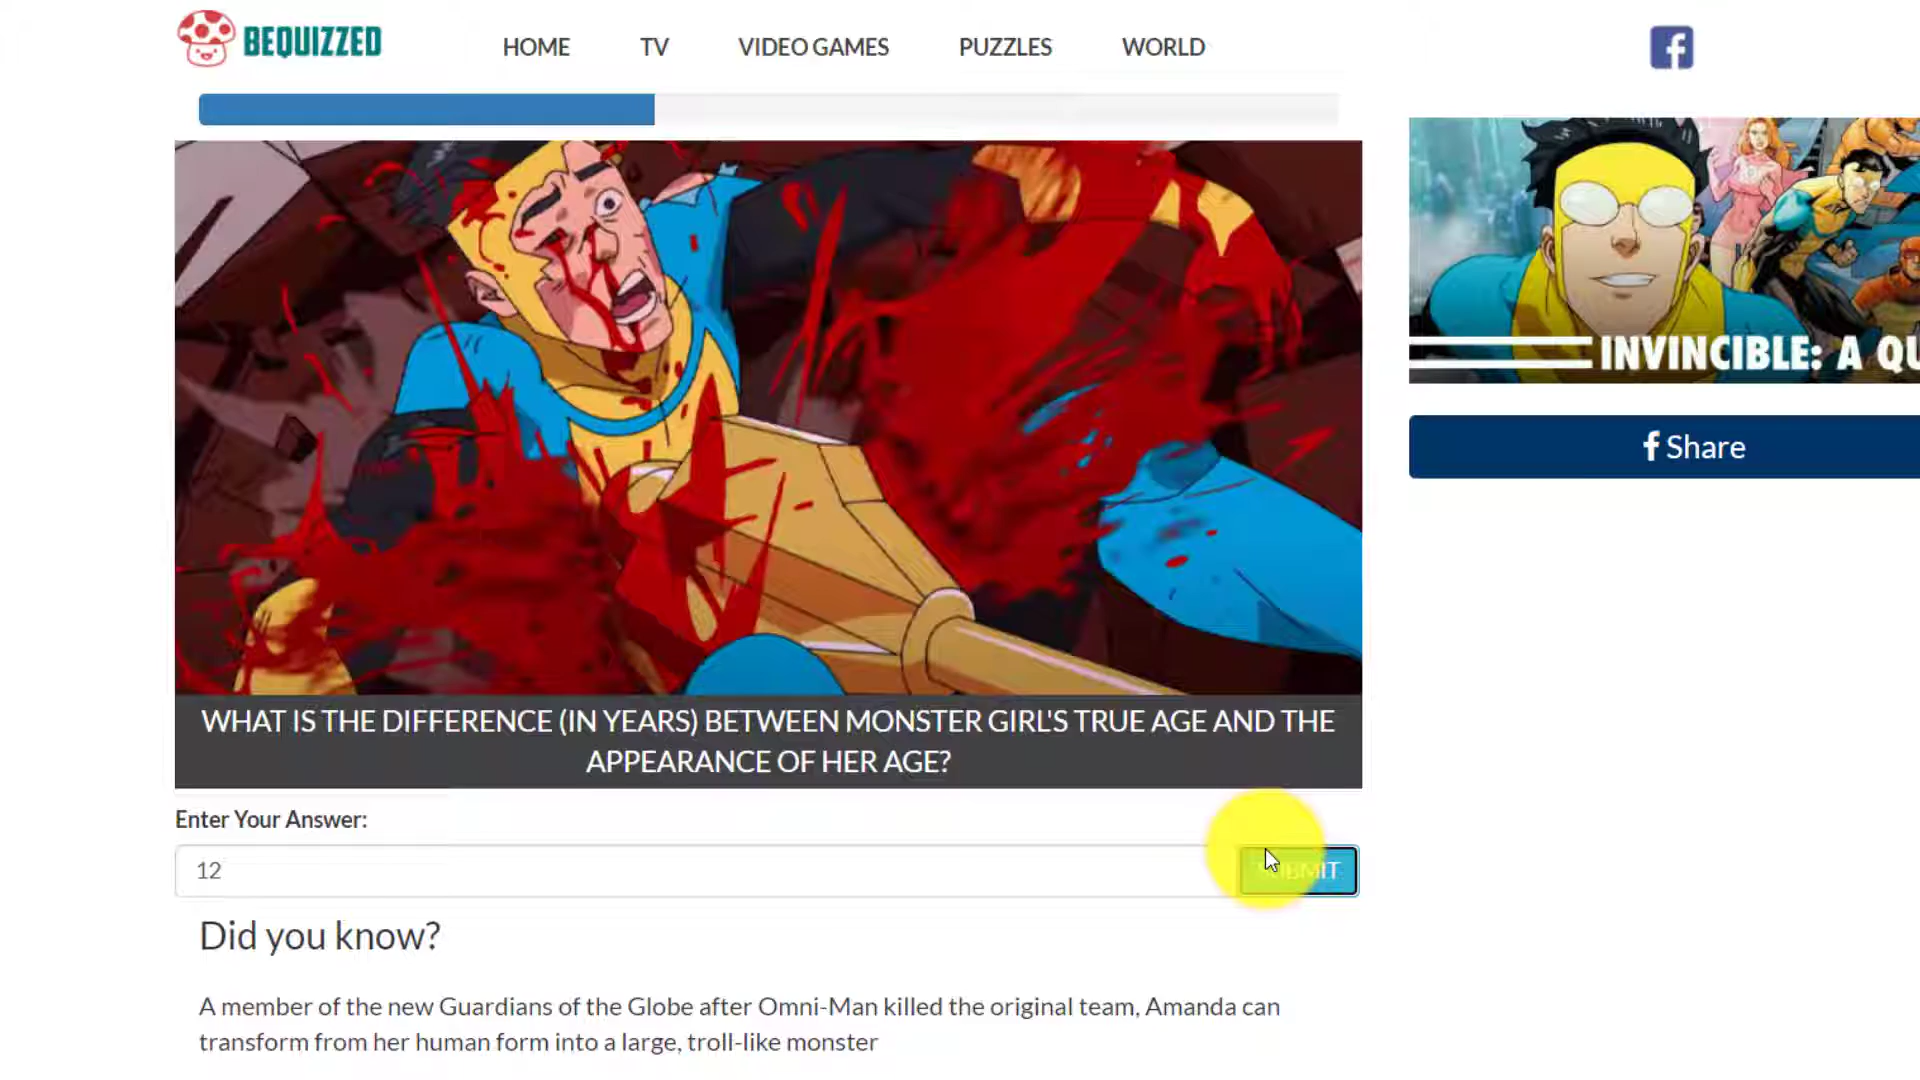 BEQUIZZED
HOME
TV
VIDEO GAMES
PUZZLES
WORLD
INVINCIBLE: A QU
Share
WHAT IS THE DIFFERENCE (IN YEARS) BETWEEN MONSTER GIRL'S TRUE AGE AND THE
APPEARANCE OF HER AGE?
Enter Your Answer:
12
SUBMIT
Did you know?
A member of the new Guardians of the Globe after Omni-Man killed the original team, Amanda can
transform from her human form into a large, troll-like monster